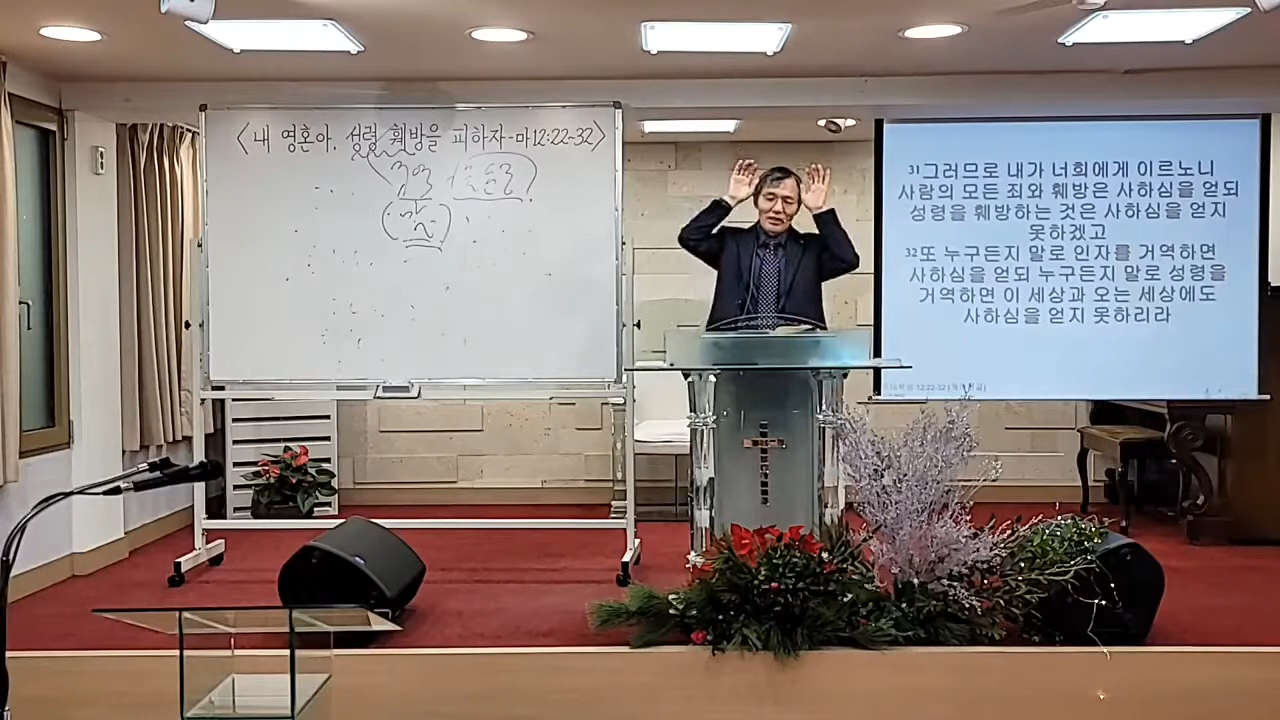 <내 영혼아, 성령 훼방을 피하자-마12:22-32>
31그러므로 내가 너희에게 이르노니
사람의 모든 죄와 훼방은 사하심을 얻되
성령을 훼방하는 것은 사하심을 얻지
못하겠고
32또 누구든지 말로 인자를 거역하면
사하심을 얻되 누구든지 말로 성령을
거역하면 이 세상과 오는 세상에도
사하심을 얻지 못하리라
12:22-32